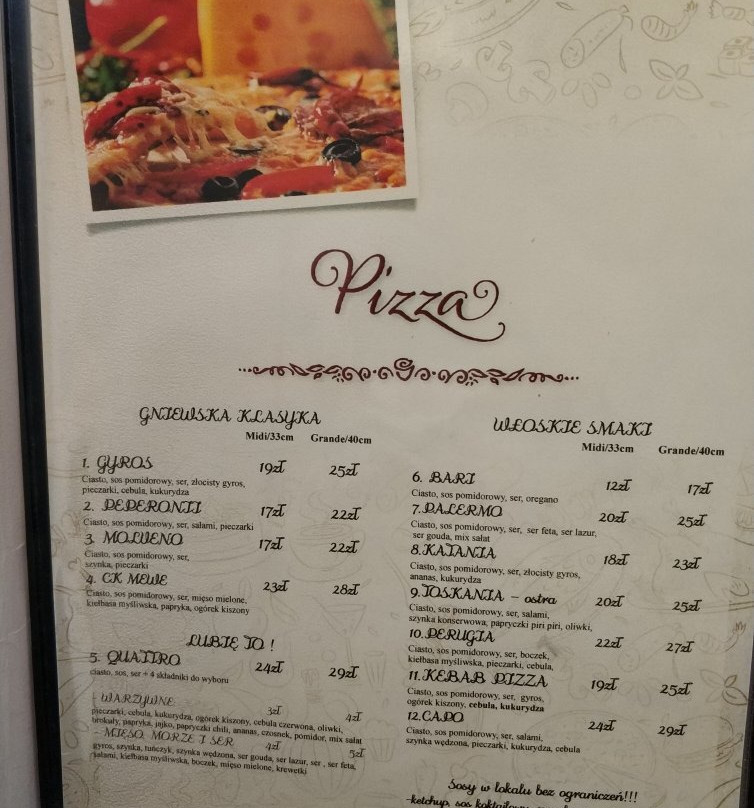 Pizza
GNIEWSKA KLASYKA
Midi/33cm Grande/40cm
1. GYROS 19zł 25zł
Ciasto, sos pomidorowy, ser, złocisty gyros,
pieczarki, cebula, kukurydza
2. PEPERONII 17zł 22zł
Ciasto, sos pomidorowy, ser, salami, pieczarki
3. MOLVENO 17zł 22zł
Ciasto, sos pomidorowy, ser,
szynka, pieczarki
4. CK MEWE 23zł 28zł
Ciasto, sos pomidorowy, ser, mięso mielone,
kiełbasa myśliwska, papryka, ogórek kiszony
LUBIĘ TO !
5. QUATTRO 24zł 29zł
ciasto, sos, ser + 4 składniki do wyboru
- WARZYWNE 3zł 4zł
pieczarki, cebula, kukurydza, ogórek kiszony, cebula czerwona, oliwki,
brokuły, papryka, jajko, papryczki chili, ananas, czosnek, pomidor, mix sałat
- MIĘSO, MORZE I SER 4zł 5zł
gyros, szynka, tuńczyk, szynka wędzona, ser gouda, ser lazur, ser , ser feta,
salami, kiełbasa myśliwska, boczek, mięso mielone, krewetki
WŁOSKIE SMAKI
Midi/33cm Grande/40cm
6. BARI 12zł 17zł
Ciasto, sos pomidorowy, ser, oregano
7.PALERMO 20zł 25zł
Ciasto, sos pomidorowy, ser, ser feta, ser lazur,
ser gouda, mix sałat
8.KATANIA 18zł 23zł
Ciasto, sos pomidorowy, ser, złocisty gyros,
ananas, kukurydza
9.TOSKANIA - ostra 20zł 25zł
Ciasto, sos pomidorowy, ser, salami,
szynka konserwowa, papryczki piri piri, oliwki,
10.PERUGIA 22zł 27zł
Ciasto, sos pomidorowy, ser, boczek,
kiełbasa myśliwska, pieczarki, cebula,
11.KEBAB PIZZA 19zł 25zł
Ciasto, sos pomidorowy, ser, gyros,
ogórek kiszony, cebula, kukurydza
12.CAPO 24zł 29zł
Ciasto, sos pomidorowy, ser, salami,
szynka wędzona, pieczarki, kukurydza, cebula
Sosy w lokalu bez ograniczeń!!!
-ketchup, sos